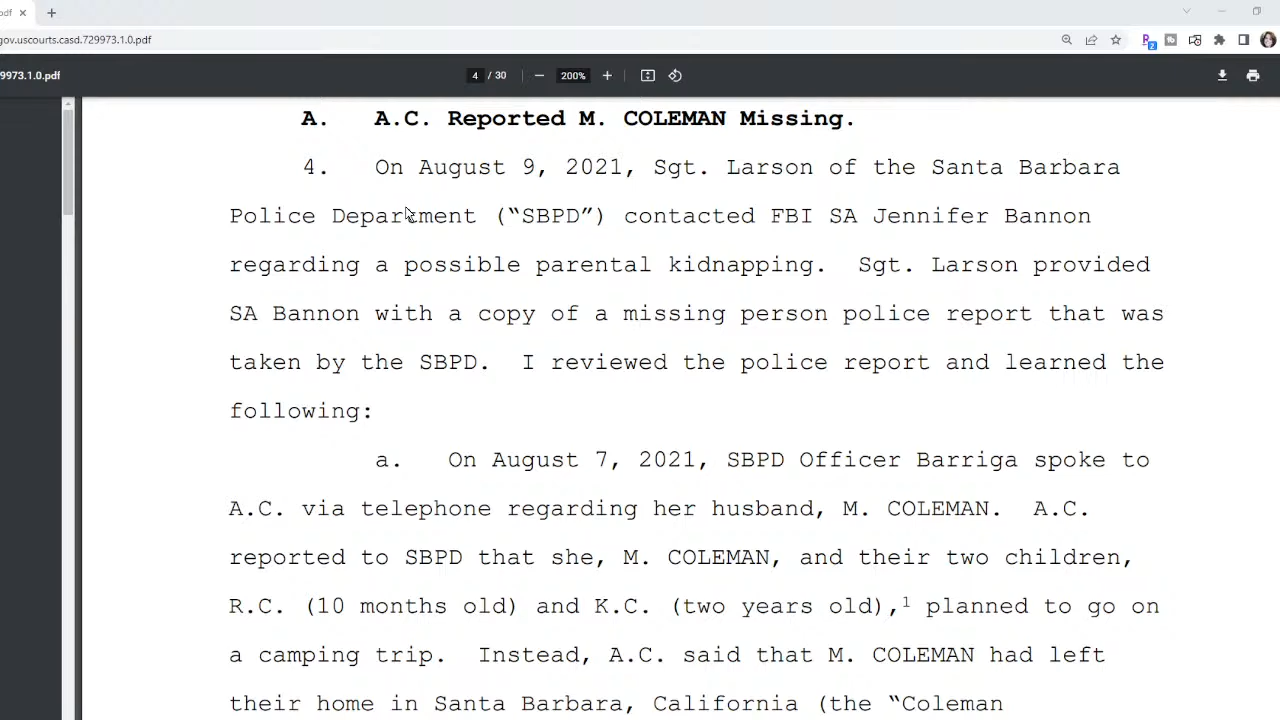 odf
gov.uscourts.casd.729973.1.0.pdf
2
9973.1.0.pdf
4 / 30
200%
A. A.C. Reported M. COLEMAN Missing.
4. On August 9, 2021, Sgt. Larson of the Santa Barbara
Police Department (“SBPD”) contacted FBI SA Jennifer Bannon
regarding a possible parental kidnapping. Sgt. Larson provided
SA Bannon with a copy of a missing person police report that was
taken by the SBPD. I reviewed the police report and learned the
following:
a. On August 7, 2021, SBPD Officer Barriga spoke to
A.C. via telephone regarding her husband, M. COLEMAN. A.C.
reported to SBPD that she, M. COLEMAN, and their two children,
R.C. (10 months old) and K.C. (two years old),¹ planned to go on
a camping trip. Instead, A.C. said that M. COLEMAN had left
their home in Santa Barbara, California (the “Coleman